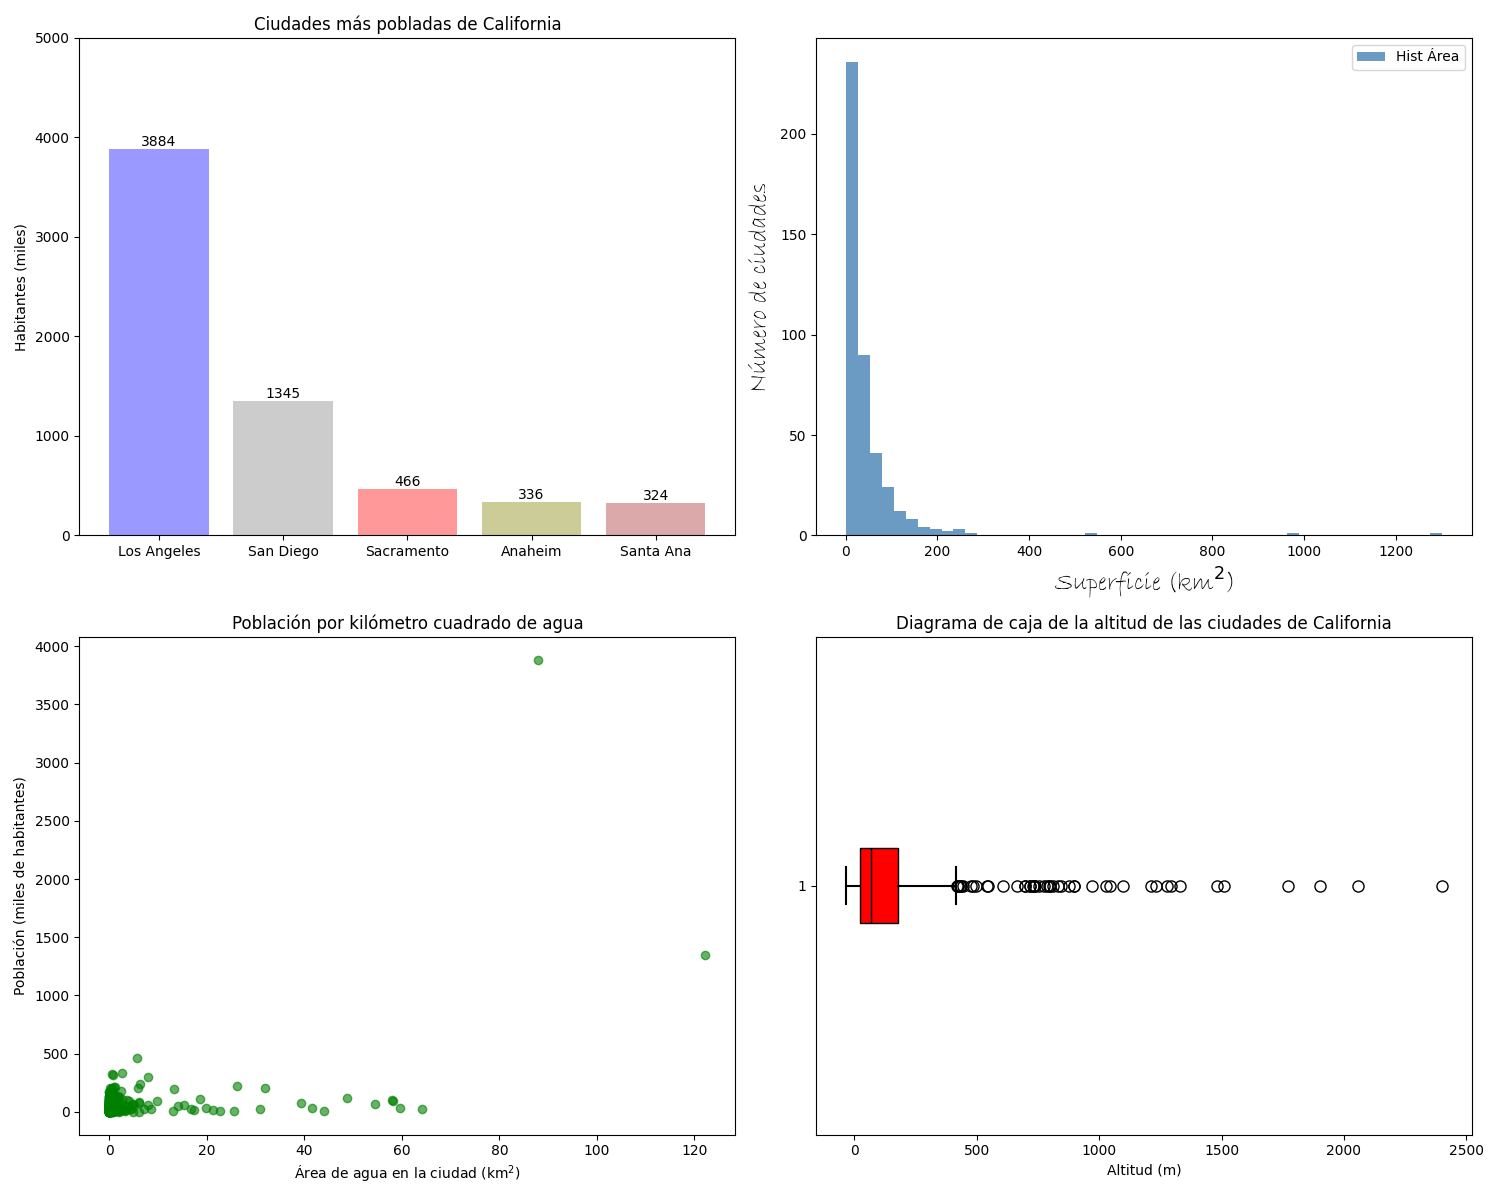 Ciudades más pobladas de California
5000
4000
3000
2000
1000
0
Habitantes (miles)
3884
1345
466
336
324
Los Angeles San Diego Sacramento Anaheim Santa Ana
Hist Área
200
150
100
50
0
Número de ciudades
0 200 400 600 800 1000 1200
Superficie (km²)
Población por kilómetro cuadrado de agua
4000
3500
3000
2500
2000
1500
1000
500
0
Población (miles de habitantes)
0 20 40 60 80 100 120
Área de agua en la ciudad (km²)
Diagrama de caja de la altitud de las ciudades de California
1
0 500 1000 1500 2000 2500
Altitud (m)